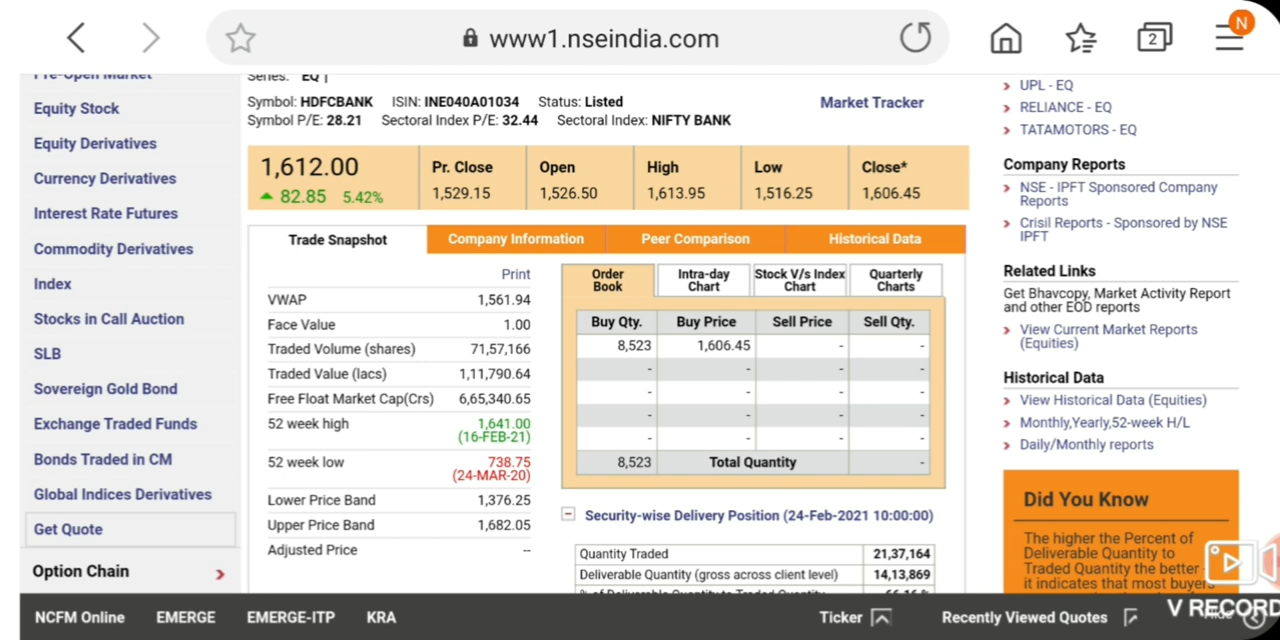 www1.nseindia.com
2
N
Pre-Open Market
Equity Stock
Equity Derivatives
Currency Derivatives
Interest Rate Futures
Commodity Derivatives
Index
Stocks in Call Auction
SLB
Sovereign Gold Bond
Exchange Traded Funds
Bonds Traded in CM
Global Indices Derivatives
Get Quote
Option Chain
Series: EQ |
Symbol: HDFCBANK ISIN: INE040A01034 Status: Listed
Market Tracker
Symbol P/E: 28.21 Sectoral Index P/E: 32.44 Sectoral Index: NIFTY BANK
1,612.00 Pr. Close Open High Low Close*
82.85 5.42% 1,529.15 1,526.50 1,613.95 1,516.25 1,606.45
Trade Snapshot Company Information Peer Comparison Historical Data
Print
VWAP 1,561.94
Face Value 1.00
Traded Volume (shares) 71,57,166
Traded Value (lacs) 1,11,790.64
Free Float Market Cap(Crs) 6,65,340.65
52 week high 1,641.00
(16-FEB-21)
52 week low 738.75
(24-MAR-20)
Lower Price Band 1,376.25
Upper Price Band 1,682.05
Adjusted Price --
Order Book
Intra-day Chart
Stock V/s Index Chart
Quarterly Charts
Buy Qty. Buy Price Sell Price Sell Qty.
8,523 1,606.45 - -
- - - -
- - - -
- - - -
- - - -
8,523 Total Quantity -
Security-wise Delivery Position (24-Feb-2021 10:00:00)
Quantity Traded 21,37,164
Deliverable Quantity (gross across client level) 14,13,869
UPL - EQ
RELIANCE - EQ
TATAMOTORS - EQ
Company Reports
NSE - IPFT Sponsored Company
Reports
Crisil Reports - Sponsored by NSE
IPFT
Related Links
Get Bhavcopy, Market Activity Report
and other EOD reports
View Current Market Reports
(Equities)
Historical Data
View Historical Data (Equities)
Monthly,Yearly,52-week H/L
Daily/Monthly reports
Did You Know
The higher the Percent of
Deliverable Quantity to
Traded Quantity the better -
it indicates that most buyers
NCFM Online EMERGE EMERGE-ITP KRA
Ticker Recently Viewed Quotes Hide
V RECORD